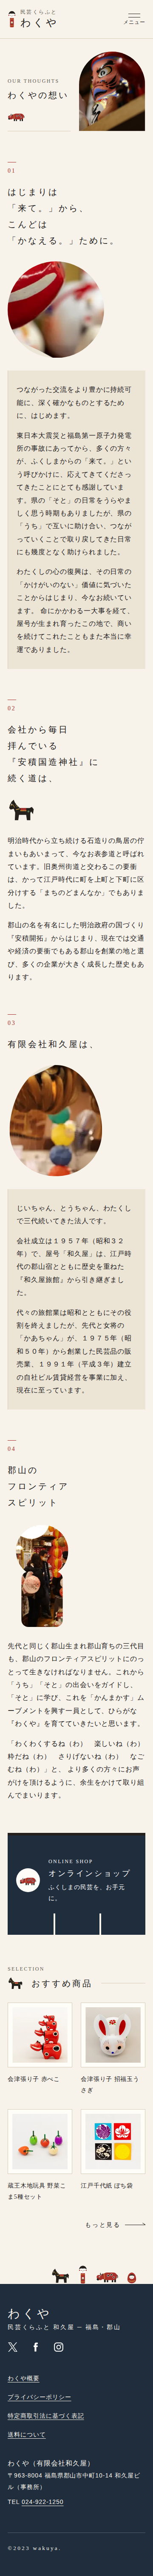 民芸くらふと
わくや
メニュー
OUR THOUGHTS
わくやの想い
01
はじまりは
「来て。」から、
こんどは
「かなえる。」ために。
つながった交流をより豊かに持続可
能に、深く確かなものとするため
に、はじめます。
東日本大震災と福島第一原子力発電
所の事故にあってから、多くの方々
が、ふくしまからの「来て。」とい
う呼びかけに、応えてきてくださっ
てきたことにとても感謝していま
す。県の「そと」の日常をうらやま
しく思う時期もありましたが、県の
「うち」で互いに助け合い、つなが
っていくことで取り戻してきた日常
にも幾度となく助けられました。
わたくしの心の復興は、その日常の
「かけがいのない」価値に気づいた
ことからはじまり、今なお続いてい
ます。 命にかかわる一大事を経て、
屋号が生まれ育ったこの地で、商い
を続けてこれたこともまた本当に幸
運でありました。
02
会社から毎日
拝んでいる
『安積国造神社』に
続く道は、
明治時代から立ち続ける石造りの鳥居の佇
まいもあいまって、今なお表参道と呼ばれ
ています。旧奥州街道と交わるこの要衝
は、かつて江戸時代に町を上町と下町に区
分けする「まちのどまんなか」でもありま
した。
郡山の名を有名にした明治政府の国づくり
『安積開拓』からはじまり、現在では交通
や経済の要衝でもある郡山を創業の地と選
び、多くの企業が大きく成長した歴史もあ
ります。
03
有限会社和久屋は、
じいちゃん、とうちゃん、わたくし
で三代続いてきた法人です。
会社成立は１９５７年（昭和３２
年）で、屋号「和久屋」は、江戸時
代の郡山宿とともに歴史を重ねた
『和久屋旅館』から引き継ぎまし
た。
代々の旅館業は昭和とともにその役
割を終えましたが、先代と女将の
「かあちゃん」が、１９７５年（昭
和５０年）から創業した民芸品の販
売業、１９９１年（平成３年）建立
の自社ビル賃貸経営を事業に加え、
現在に至っています。
04
郡山の
フロンティア
スピリット
先代と同じく郡山生まれ郡山育ちの三代目
も、郡山のフロンティアスピリットにのっ
とって生きなければなりません。これから
「うち」「そと」の出会いをガイドし、
「そと」に学び、これを「かんまかす」ム
ーブメントを興す一員として、ひらがな
『わくや』を育てていきたいと思います。
「わくわくするね（わ） 楽しいね（わ）
粋だね（わ） さりげないね（わ） なご
むね（わ）」と、より多くの方々にお声
がけを頂けるように、余生をかけて取り組
んでまいります。
ONLINE SHOP
オンラインショップ
ふくしまの民芸を、お手元
に。
SELECTION
おすすめ商品
会津張り子 赤べこ
会津張り子 招福玉う
さぎ
蔵王木地玩具 野菜こ
ま5種セット
江戸千代紙 ぽち袋
もっと見る
わくや
民芸くらふと 和久屋 ─ 福島・郡山
わくや概要
プライバシーポリシー
特定商取引法に基づく表記
送料について
わくや（有限会社和久屋）
〒963-8004 福島県郡山市中町10-14 和久屋ビ
ル（事務所）
TEL 024-922-1250
©2023 wakuya.